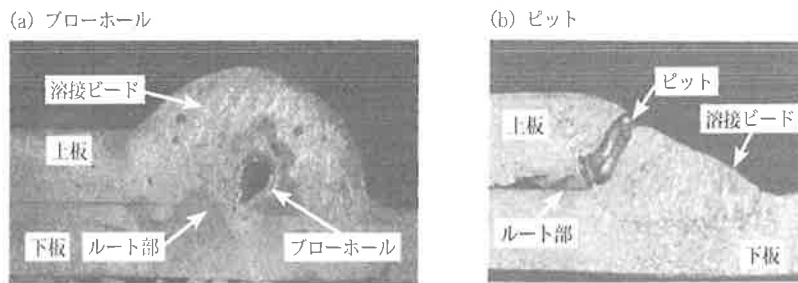 (a) ブローホール
溶接ビード
上板
下板
ルート部
ブローホール
(b) ピット
ピット
上板
溶接ビード
ルート部
下板